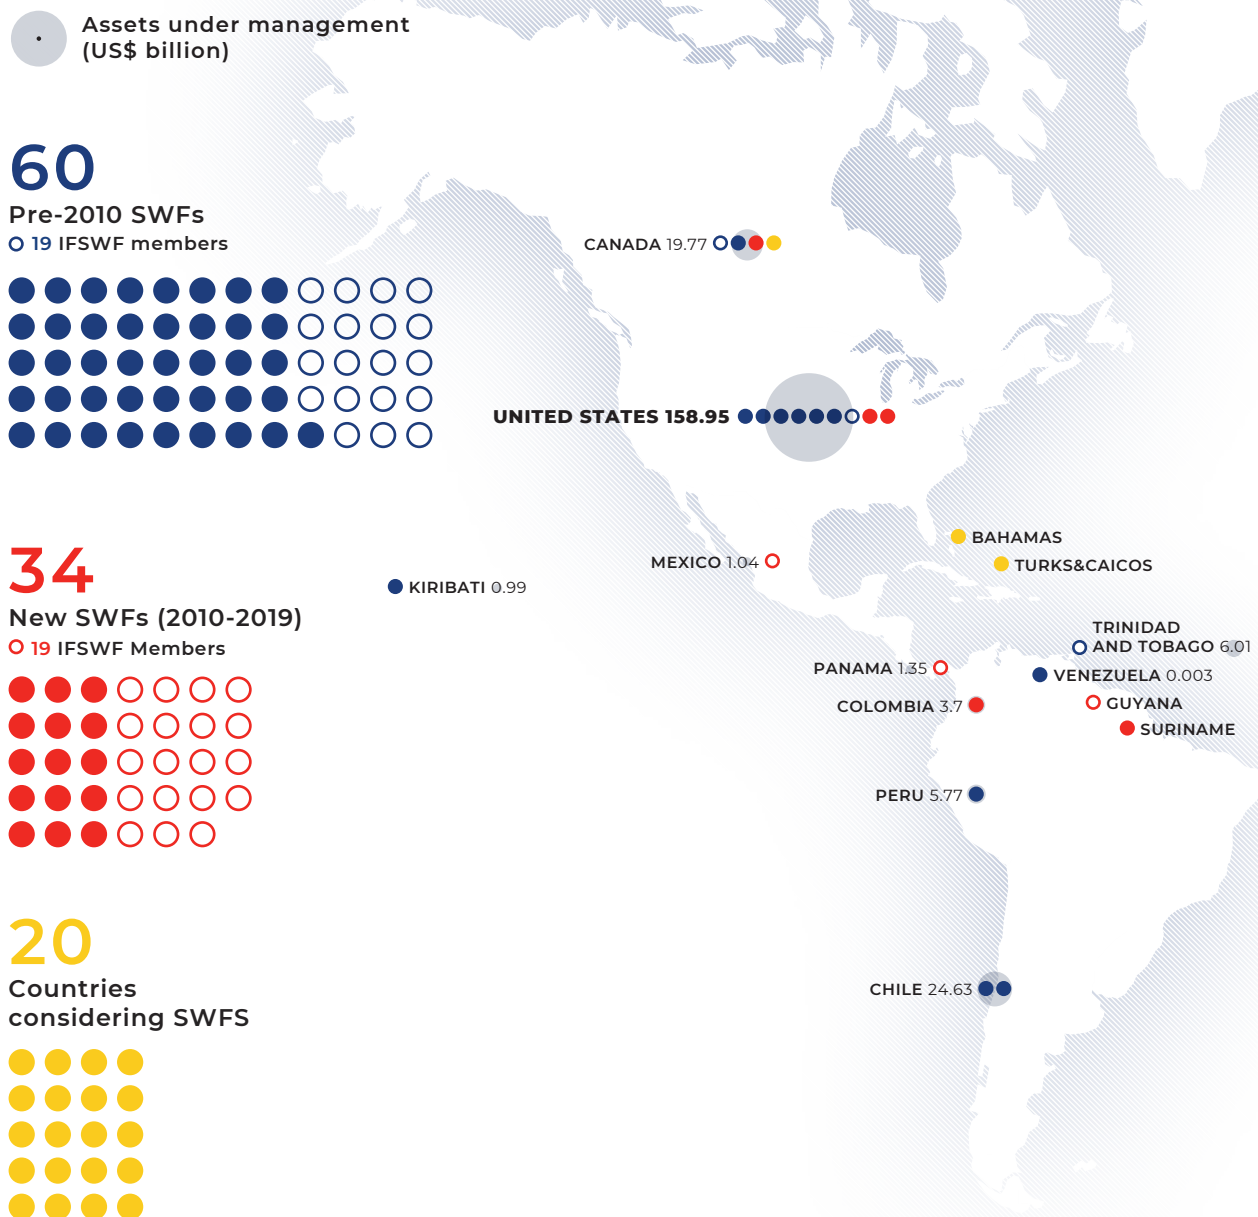 Assets under management
(US$ billion)
60
Pre-2010 SWFs
19 IFSWF members
34
New SWFs (2010-2019)
19 IFSWF Members
20
Countries
considering SWFS
CANADA 19.77
UNITED STATES 158.95
MEXICO 1.04
BAHAMAS
TURKS&CAICOS
KIRIBATI 0.99
TRINIDAD
AND TOBAGO 6.01
PANAMA 1.35
VENEZUELA 0.003
COLOMBIA 3.7
GUYANA
SURINAME
PERU 5.77
CHILE 24.63